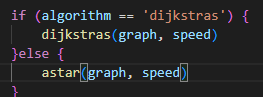 if (algorithm == 'dijkstras') {
    dijkstras(graph, speed)
}else {
    astar(graph, speed)
}